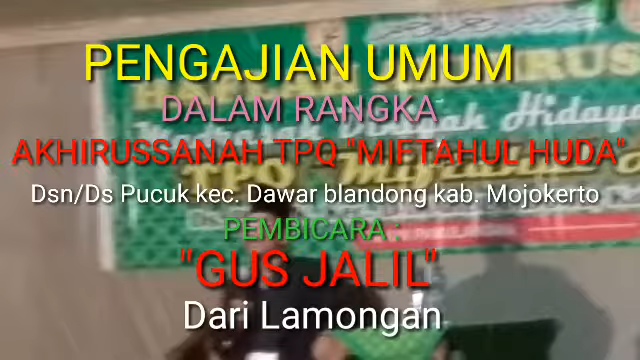 PENGAJIAN UMUM
DALAM RANGKA
AKHIRUSSANAH TPQ "MIFTAHUL HUDA"
Dsn/Ds Pucuk kec. Dawar blandong kab. Mojokerto
PEMBICARA :
"GUS JALIL"
Dari Lamongan